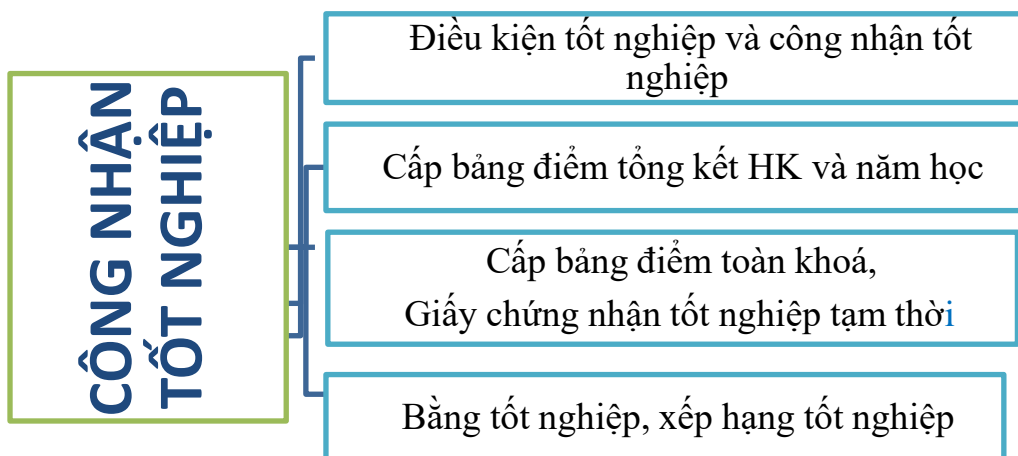 CÔNG NHẬN
TỐT NGHIỆP
Điều kiện tốt nghiệp và công nhận tốt
nghiệp
Cấp bảng điểm tổng kết HK và năm học
Cấp bảng điểm toàn khoá,
Giấy chứng nhận tốt nghiệp tạm thời
Bằng tốt nghiệp, xếp hạng tốt nghiệp